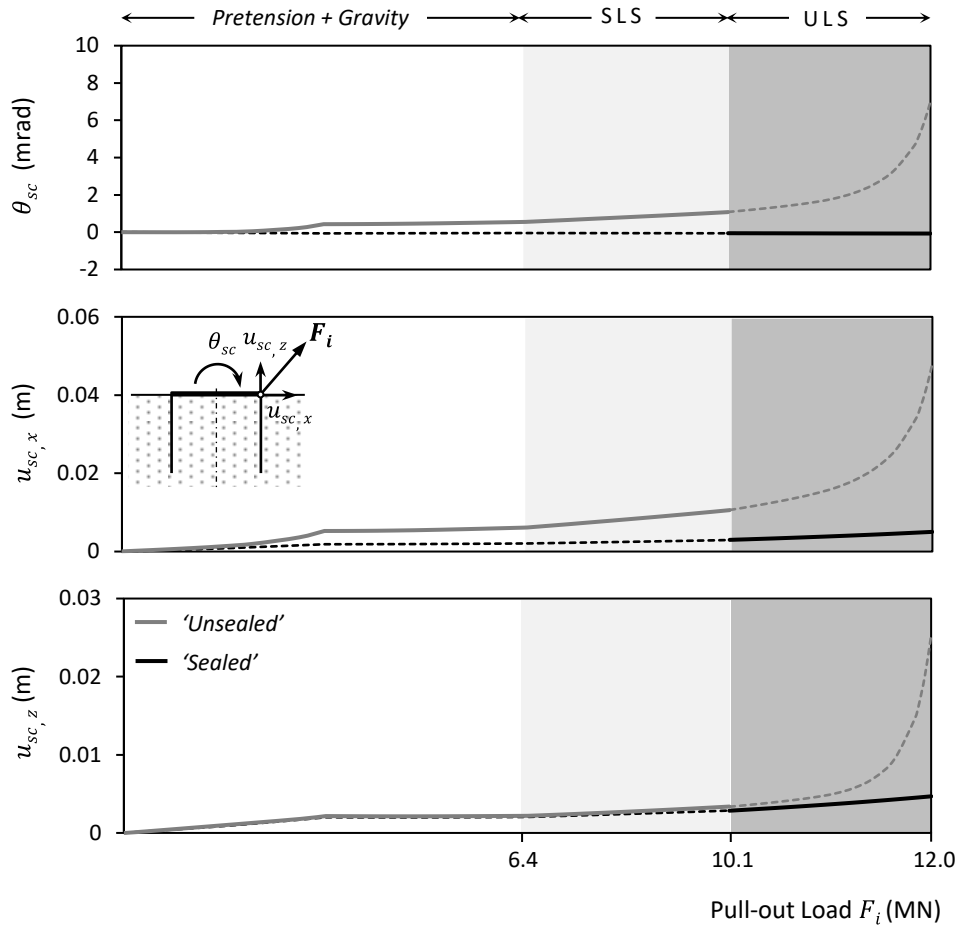 Pretension + Gravity SLS ULS
10
8
6
4
2
0
-2
θsc (mrad)
0.06
0.04
0.02
0
usc, x (m)
θsc usc, z Fi
usc, x
0.03
0.02
0.01
0
usc, z (m)
‘Unsealed’
‘Sealed’
6.4 10.1 12.0
Pull-out Load Fi (MN)